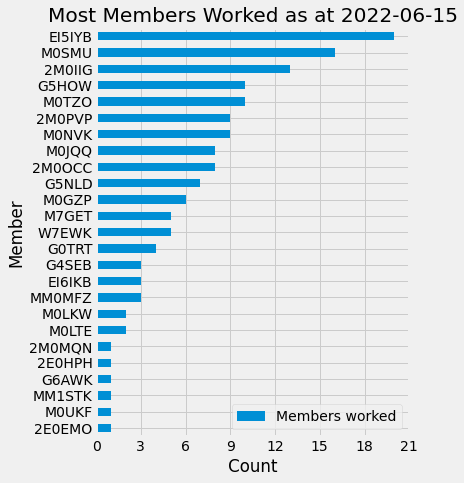 Most Members Worked as at 2022-06-15
EI5IYB
M0SMU
2M0IIG
G5HOW
M0TZO
2M0PVP
M0NVK
M0JQQ
2M0OCC
G5NLD
M0GZP
M7GET
W7EWK
G0TRT
G4SEB
EI6IKB
MM0MFZ
M0LKW
M0LTE
2M0MQN
2E0HPH
G6AWK
MM1STK
M0UKF
2E0EMO
Member
Members worked
0 3 6 9 12 15 18 21
Count